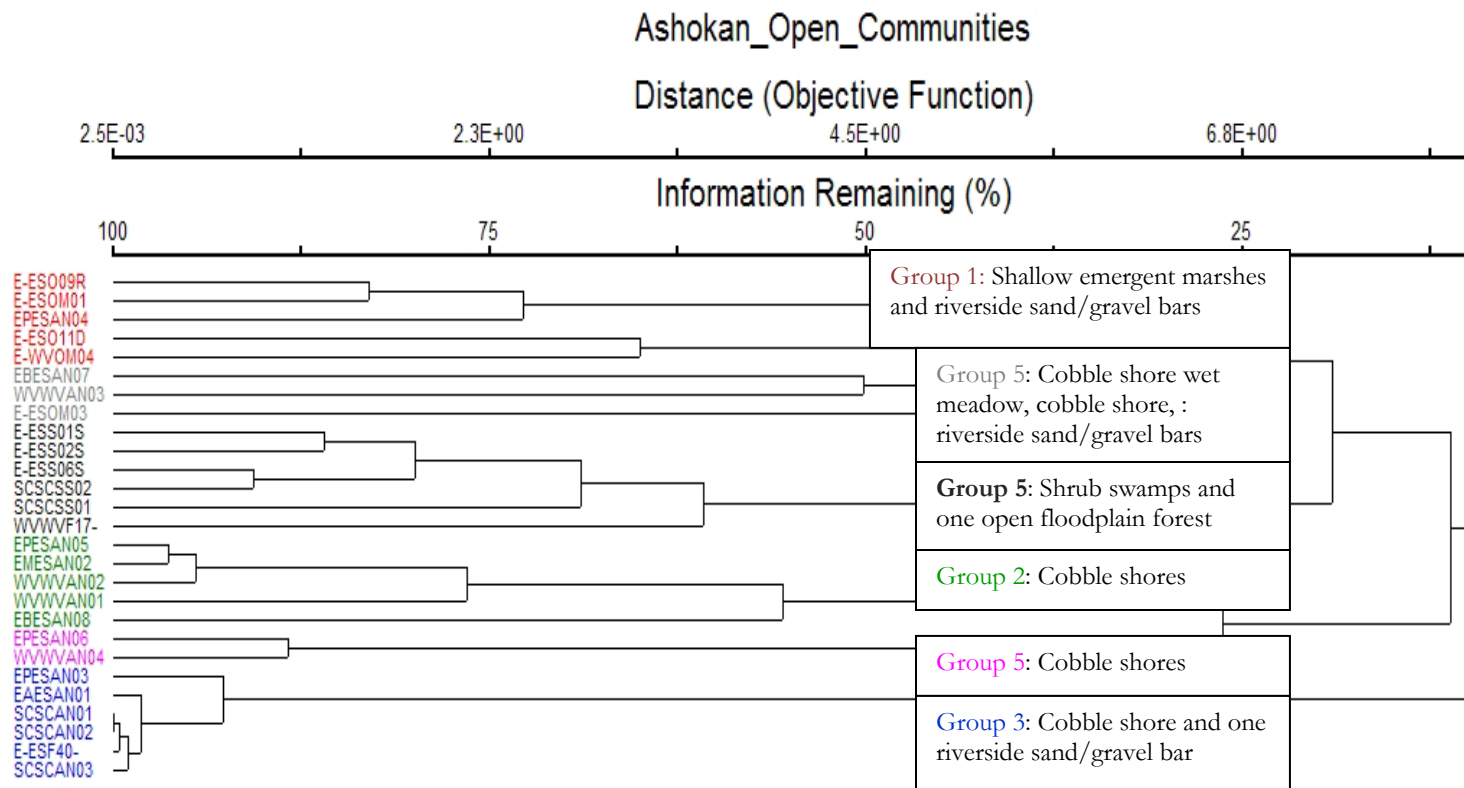 Ashokan_Open_Communities
Distance (Objective Function)
2.5E-03 2.3E+00 4.5E+00 6.8E+00
Information Remaining (%)
100 75 50 25
E-ESO09R
E-ESOM01
EPESAN04
E-ESO11D
E-WVOM04
EBESAN07
WVWVAN03
E-ESOM03
E-ESS01S
E-ESS02S
E-ESS06S
SCSCSS02
SCSCSS01
WVWVF17-
EPESAN05
EMESAN02
WVWVAN02
WVWVAN01
EBESAN08
EPESAN06
WVWVAN04
EPESAN03
EAESAN01
SCSCAN01
SCSCAN02
E-ESF40-
SCSCAN03
Group 1: Shallow emergent marshes
and riverside sand/gravel bars
Group 5: Cobble shore wet
meadow, cobble shore, :
riverside sand/gravel bars
Group 5: Shrub swamps and
one open floodplain forest
Group 2: Cobble shores
Group 5: Cobble shores
Group 3: Cobble shore and one
riverside sand/gravel bar